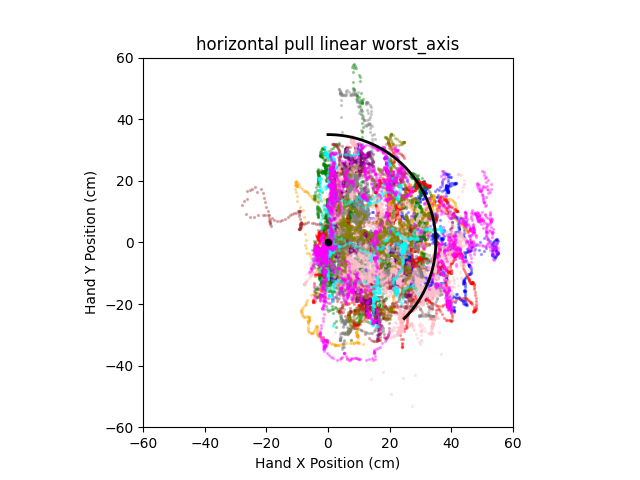 horizontal pull linear worst_axis
60
40
20
0
−20
−40
−60
Hand Y Position (cm)
−60 −40 −20 0 20 40 60
Hand X Position (cm)